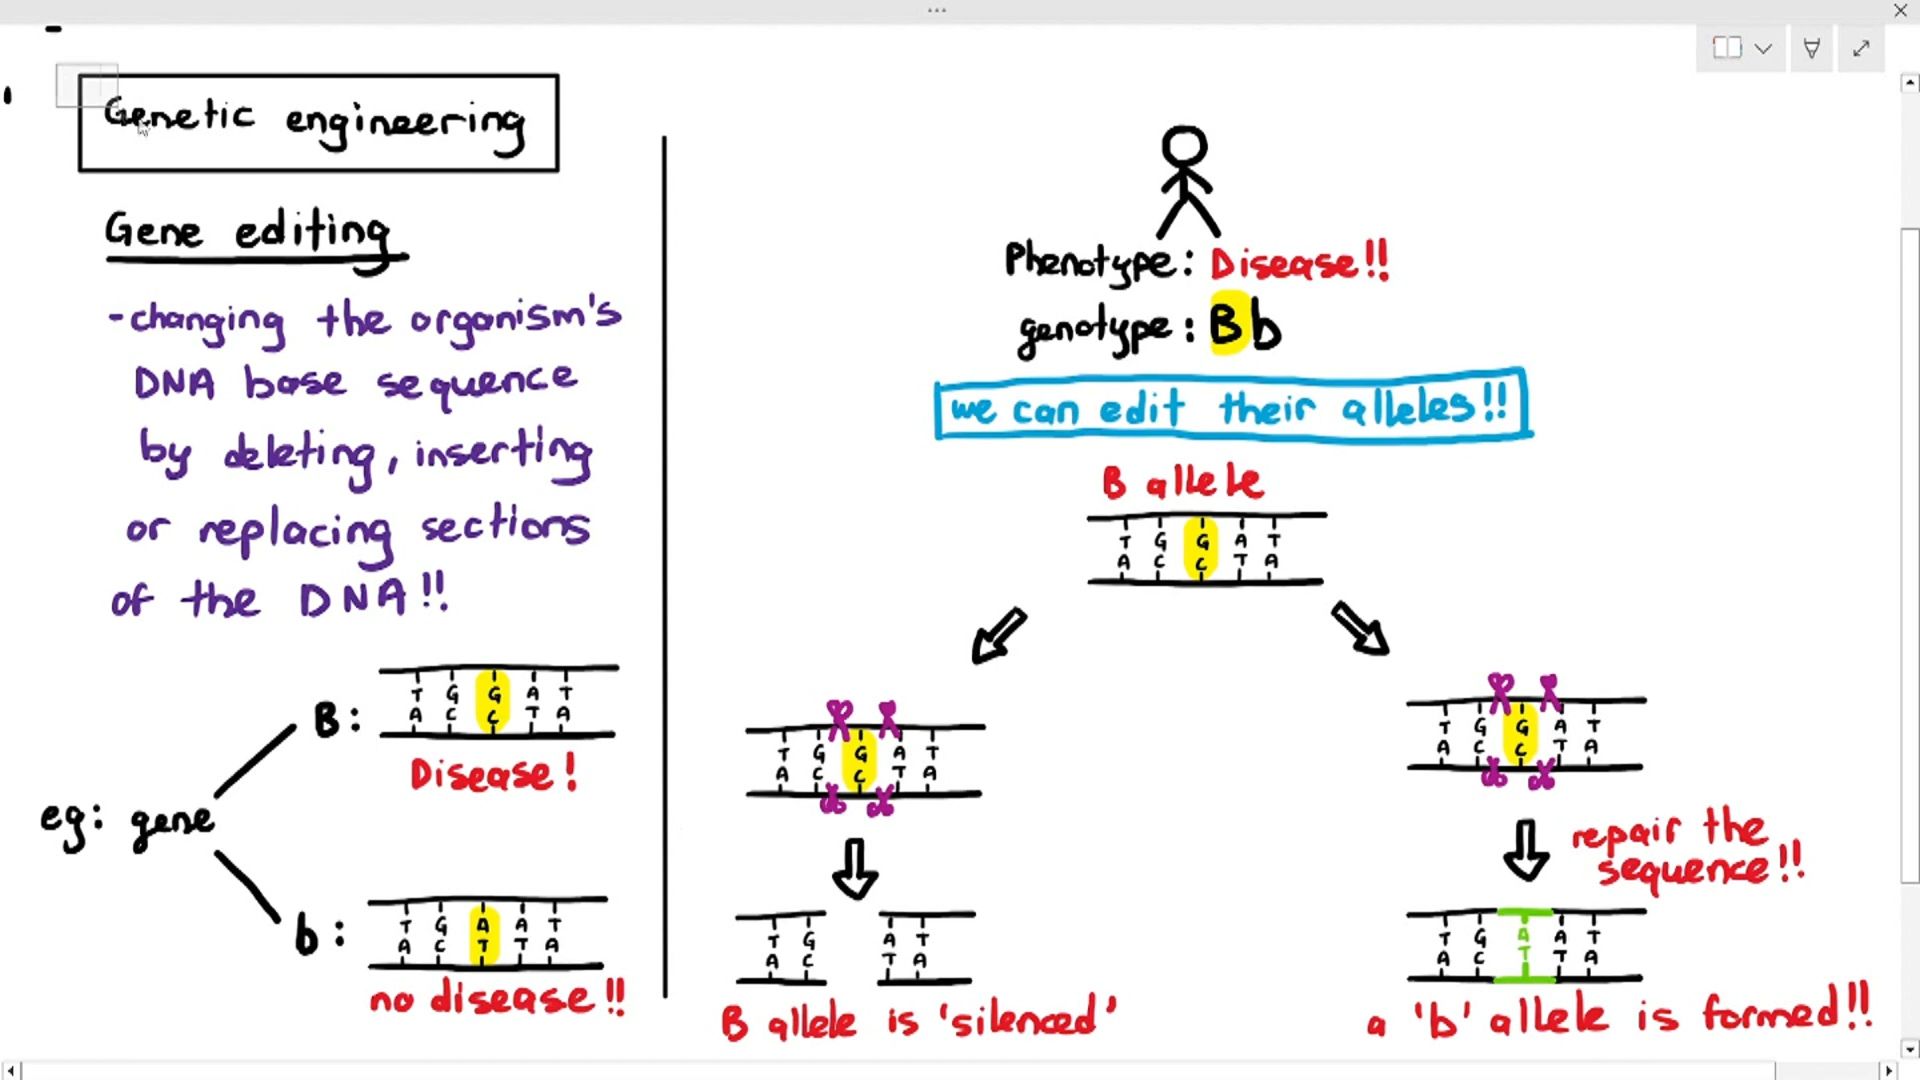 Genetic engineering
Gene editing
-changing the organism's
DNA base sequence
by deleting, inserting
or replacing sections
of the DNA!!
eg: gene
B:
T G G A T
A C C T A
Disease!
b:
T G A A T
A C T T A
no disease!!
Phenotype: Disease!!
genotype: Bb
we can edit their alleles!!
B allele
T G G A T
A C C T A
T G G A T
A C C T A
T G A T
A C T A
B allele is 'silenced'
T G G A T
A C C T A
repair the
sequence!!
T G A A T
A C T T A
a 'b' allele is formed!!